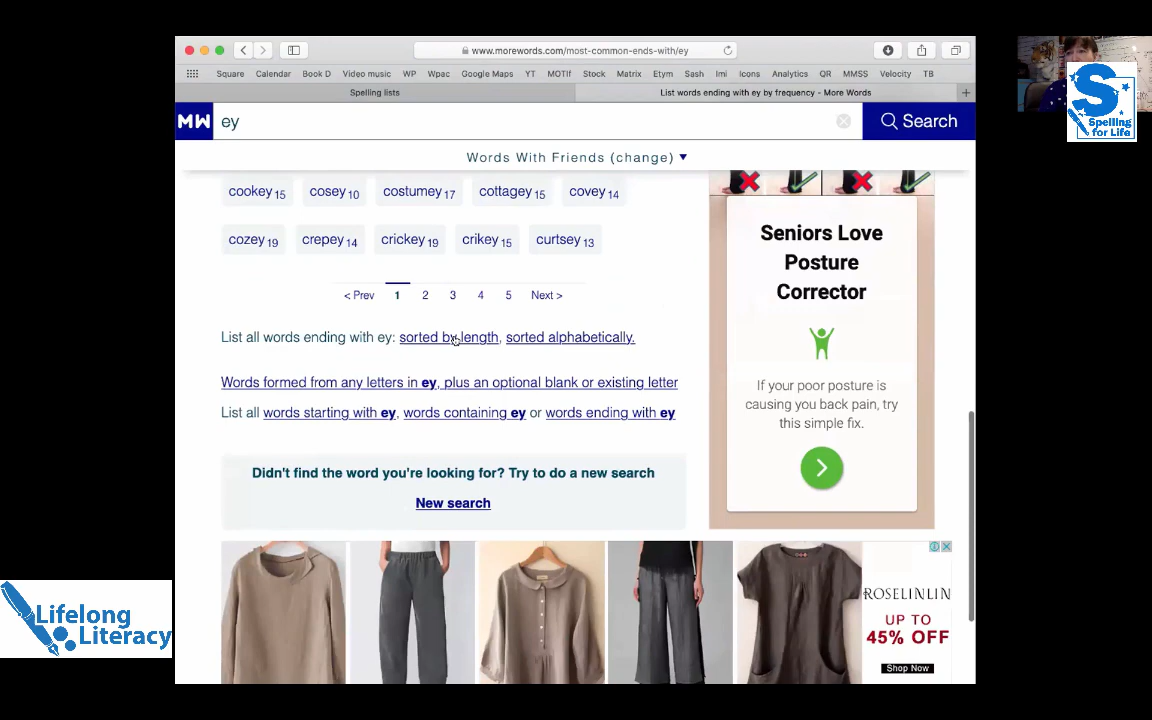 www.morewords.com/most-common-ends-with/ey
Square Calendar Book D Video music WP Wpac Google Maps YT MOTIf Stock Matrix Etym Sash Imi Icons Analytics QR MMSS Velocity TB
Spelling lists
List words ending with ey by frequency - More Words
MW ey Search
Words With Friends (change)
cookey 15 cosey 10 costumey 17 cottagey 15 covey 14
cozey 19 crepey 14 crickey 19 crikey 15 curtsey 13
< Prev 1 2 3 4 5 Next >
List all words ending with ey: sorted by length, sorted alphabetically.
Words formed from any letters in ey, plus an optional blank or existing letter
List all words starting with ey, words containing ey or words ending with ey
Didn't find the word you're looking for? Try to do a new search
New search
Seniors Love
Posture
Corrector
If your poor posture is
causing you back pain, try
this simple fix.
ROSELINLIN
UP TO
45% OFF
Shop Now
S
Spelling
for Life
Lifelong
Literacy